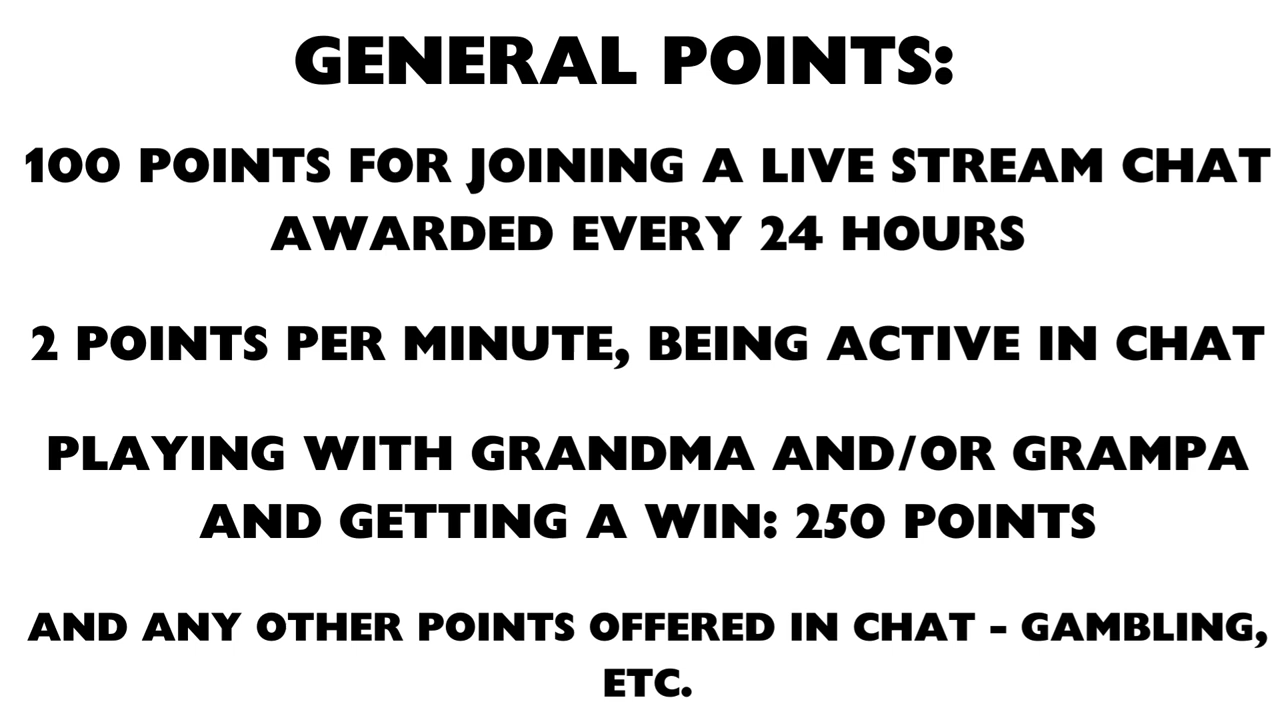 GENERAL POINTS:
100 POINTS FOR JOINING A LIVE STREAM CHAT
AWARDED EVERY 24 HOURS
2 POINTS PER MINUTE, BEING ACTIVE IN CHAT
PLAYING WITH GRANDMA AND/OR GRAMPA
AND GETTING A WIN: 250 POINTS
AND ANY OTHER POINTS OFFERED IN CHAT - GAMBLING,
ETC.